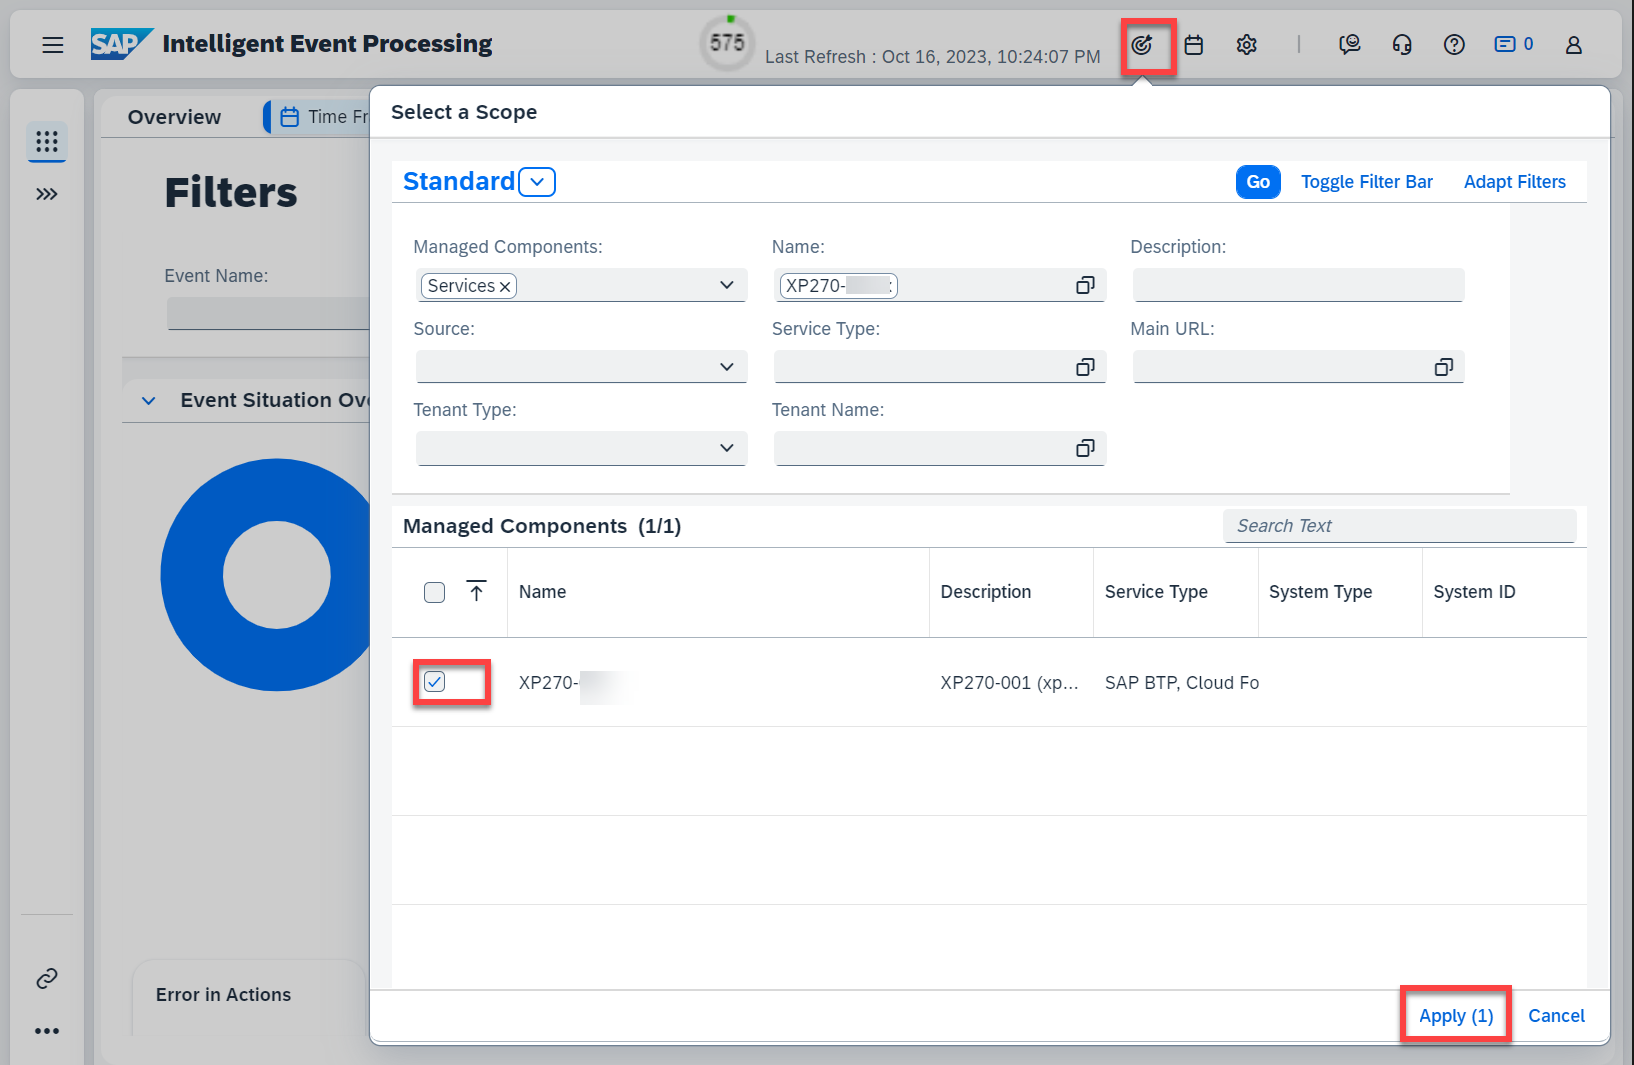 SAP Intelligent Event Processing
575
Last Refresh : Oct 16, 2023, 10:24:07 PM
0
Overview
Time Fr
Filters
Event Name:
Event Situation Ove
Error in Actions
Select a Scope
Standard
Go
Toggle Filter Bar
Adapt Filters
Managed Components:
Name:
Description:
Services
XP270-
Source:
Service Type:
Main URL:
Tenant Type:
Tenant Name:
Managed Components (1/1)
Search Text
Name
Description
Service Type
System Type
System ID
XP270-
XP270-001 (xp...
SAP BTP, Cloud Fo
Apply (1)
Cancel